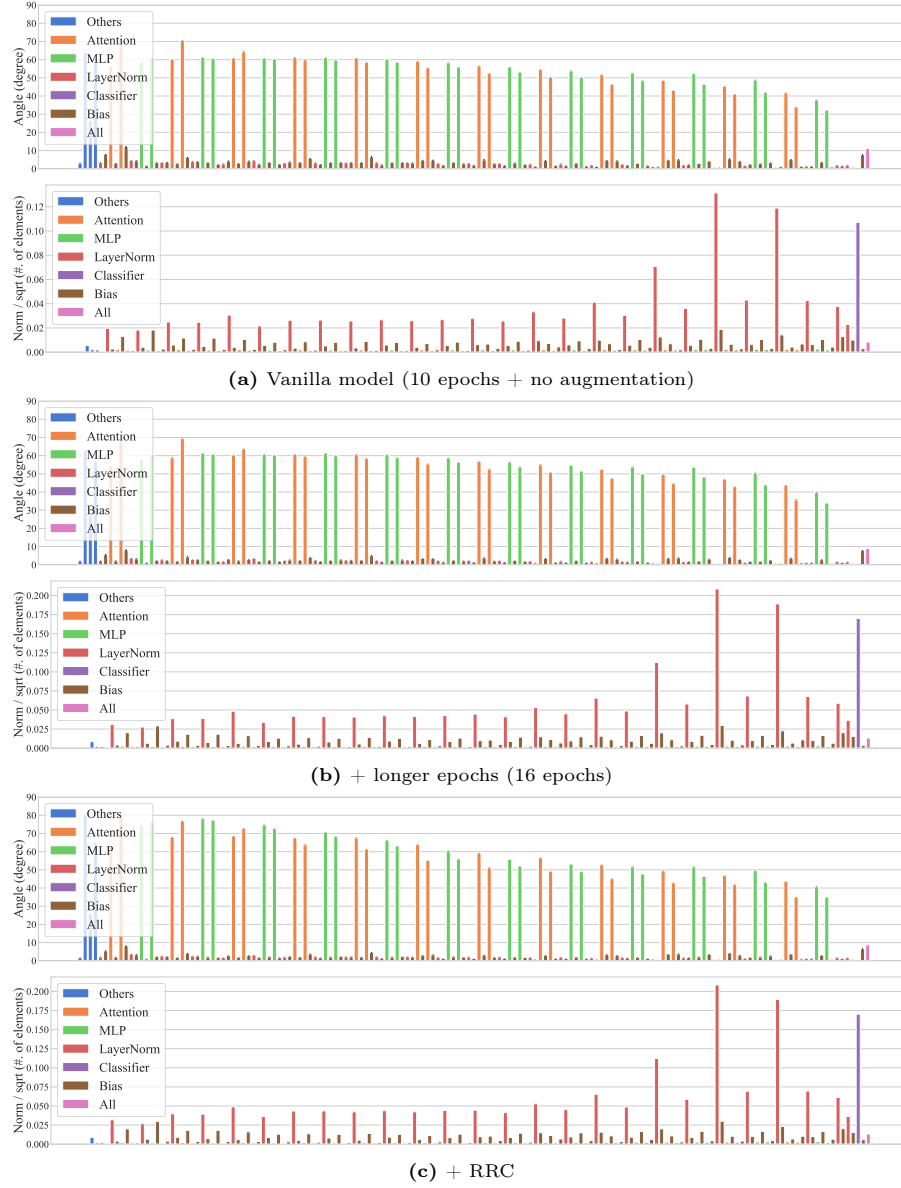 90
80
70
60
50
40
30
20
10
0
Angle (degree)
Others
Attention
MLP
LayerNorm
Classifier
Bias
All
0.12
0.10
0.08
0.06
0.04
0.02
0.00
Norm / sqrt (#. of elements)
Others
Attention
MLP
LayerNorm
Classifier
Bias
All
(a) Vanilla model (10 epochs + no augmentation)
90
80
70
60
50
40
30
20
10
0
Angle (degree)
Others
Attention
MLP
LayerNorm
Classifier
Bias
All
0.200
0.175
0.150
0.125
0.100
0.075
0.050
0.025
0.000
Norm / sqrt (#. of elements)
Others
Attention
MLP
LayerNorm
Classifier
Bias
All
(b) + longer epochs (16 epochs)
90
80
70
60
50
40
30
20
10
0
Angle (degree)
Others
Attention
MLP
LayerNorm
Classifier
Bias
All
0.200
0.175
0.150
0.125
0.100
0.075
0.050
0.025
0.000
Norm / sqrt (#. of elements)
Others
Attention
MLP
LayerNorm
Classifier
Bias
All
(c) + RRC